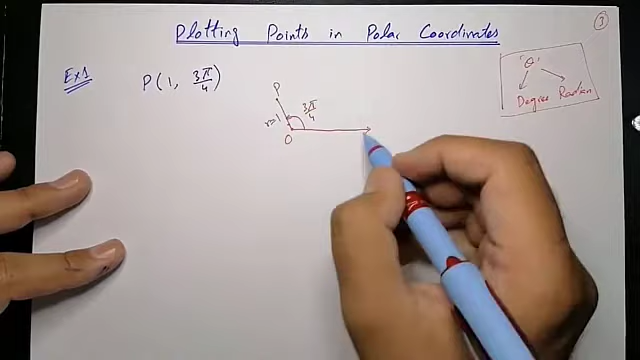 3
Plotting Points in Polar Coordinates
Ex1
P(1, 3π/4)
'θ'
Degree Radian
P
3π/4
r=1
O